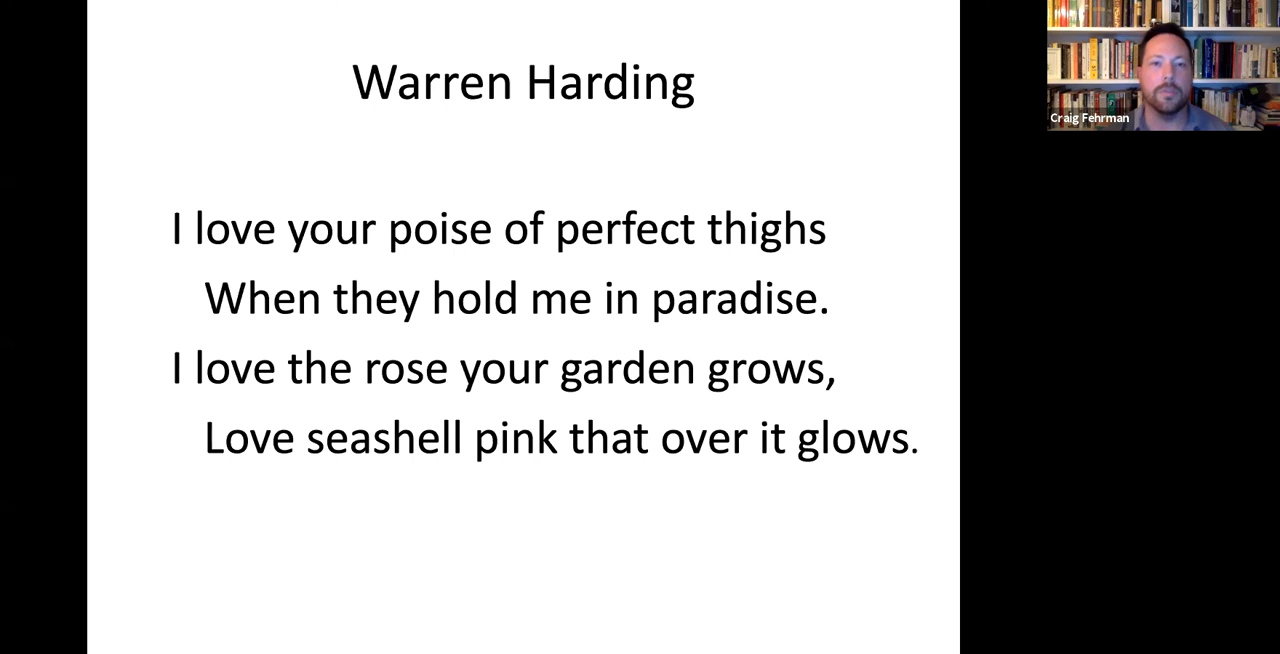 Warren Harding
I love your poise of perfect thighs
When they hold me in paradise.
I love the rose your garden grows,
Love seashell pink that over it glows.
Craig Fehrman